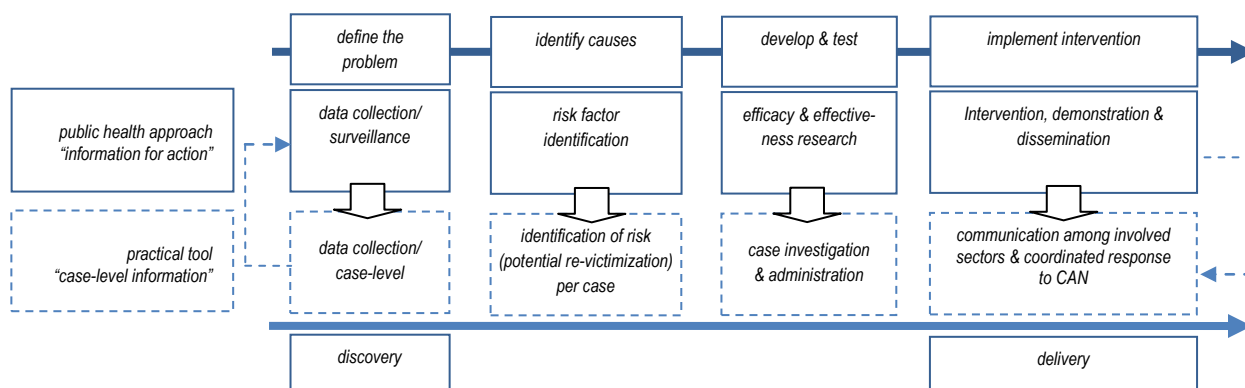 define the
problem
identify causes
develop & test
implement intervention
public health approach
“information for action”
data collection/
surveillance
risk factor
identification
efficacy & effective-
ness research
Intervention, demonstration &
dissemination
practical tool
“case-level information”
data collection/
case-level
identification of risk
(potential re-victimization)
per case
case investigation
& administration
communication among involved
sectors & coordinated response
to CAN
discovery
delivery